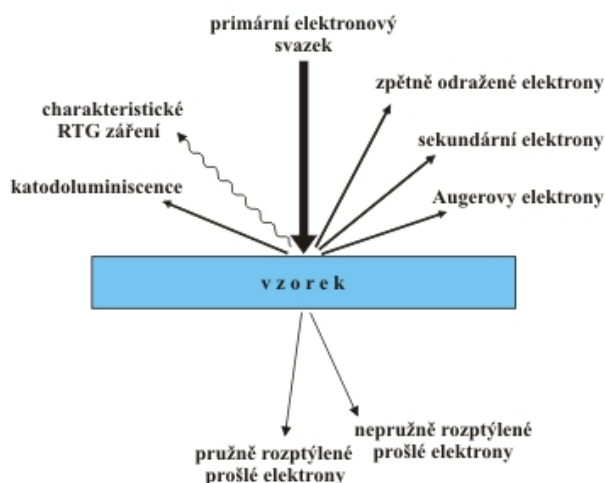 primární elektronový
svazek
zpětně odražené elektrony
charakteristické
RTG záření
sekundární elektrony
katodoluminiscence
Augerovy elektrony
vzorek
nepružně rozptýlené
prošlé elektrony
pružně rozptýlené
prošlé elektrony